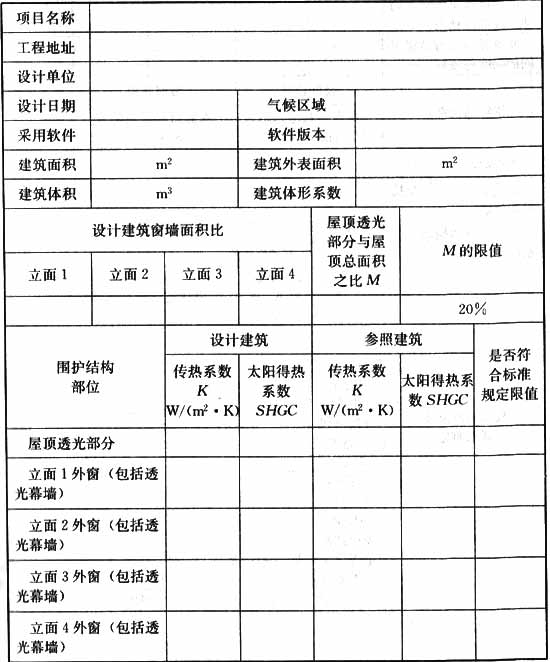 项目名称
工程地址
设计单位
设计日期 气候区域
采用软件 软件版本
建筑面积 m² 建筑外表面积 m²
建筑体积 m³ 建筑体形系数
设计建筑窗墙面积比
屋顶透光
部分与屋
顶总面积
之比 M
M 的限值
立面 1 立面 2 立面 3 立面 4
20%
围护结构
部位
设计建筑 参照建筑
是否符
合标准
规定限值
传热系数
K
W/(m²·K)
太阳得热
系数
SHGC
传热系数
K
W/(m²·K)
太阳得热系
数 SHGC
屋顶透光部分
立面 1 外窗（包括透
光幕墙）
立面 2 外窗（包括透
光幕墙）
立面 3 外窗（包括透
光幕墙）
立面 4 外窗（包括透
光幕墙）